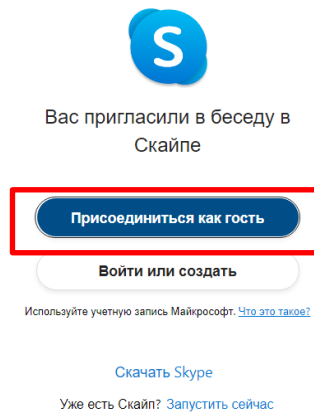 S
Вас пригласили в беседу в
Скайпе
Присоединиться как гость
Войти или создать
Используйте учетную запись Майкрософт. Что это такое?
Скачать Skype
Уже есть Скайп? Запустить сейчас